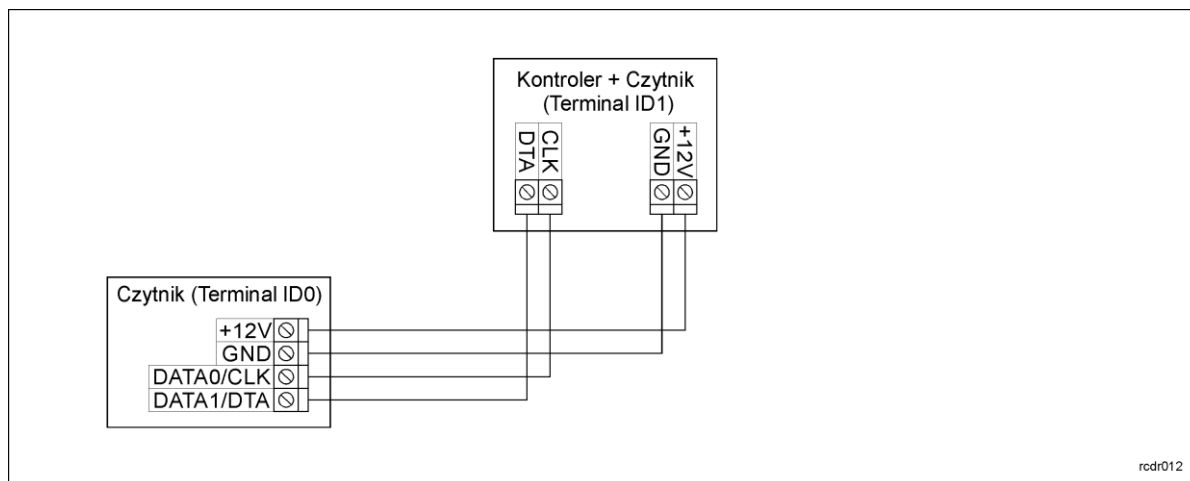 Kontroler + Czytnik
(Terminal ID1)
DTA
CLK
GND
+12V
Czytnik (Terminal ID0)
+12V
GND
DATA0/CLK
DATA1/DTA
rcdr012